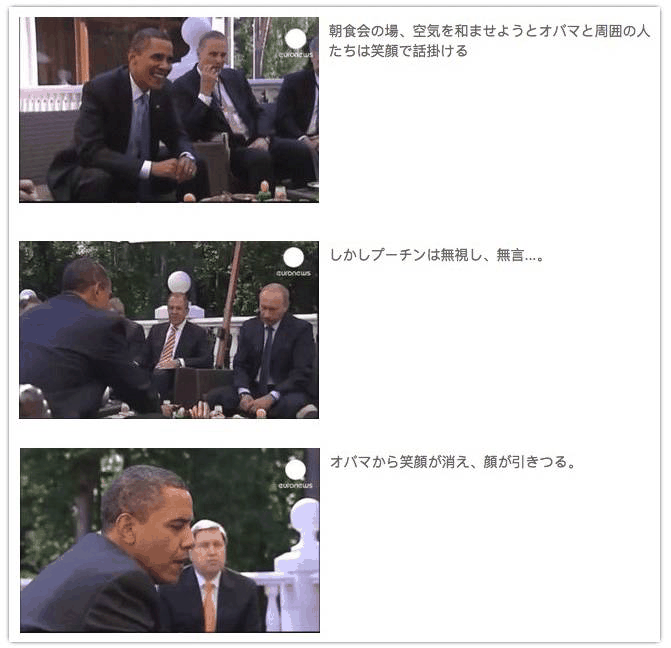 euronews
朝食会の場、空気を和ませようとオバマと周囲の人
たちは笑顔で話掛ける
euronews
しかしプーチンは無視し、無言...。
euronews
オバマから笑顔が消え、顔が引きつる。